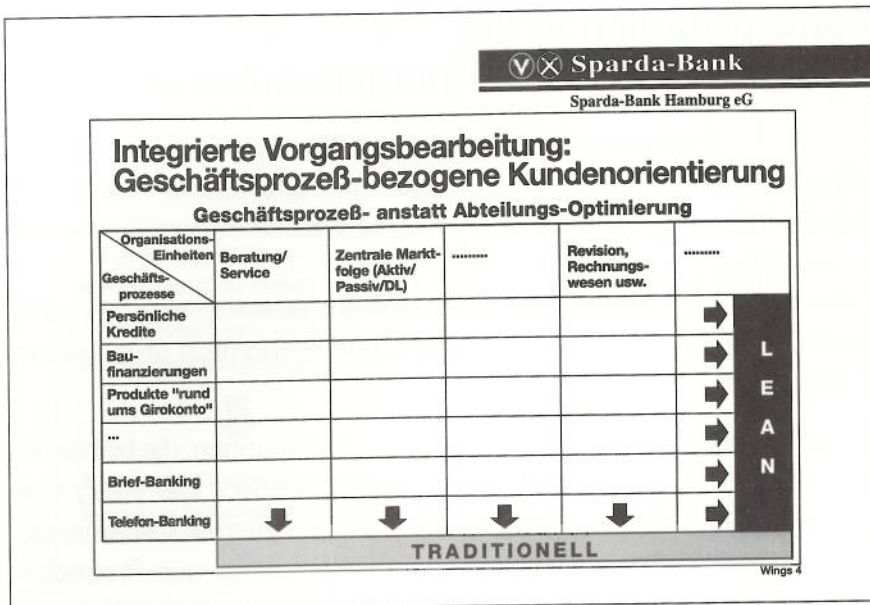 Sparda-Bank
Sparda-Bank Hamburg eG
Integrierte Vorgangsbearbeitung:
Geschäftsprozeß-bezogene Kundenorientierung
Geschäftsprozeß- anstatt Abteilungs-Optimierung
Organisations-
Einheiten
Geschäfts-
prozesse
Beratung/
Service
Zentrale Markt-
folge (Aktiv/
Passiv/DL)
.........
Revision,
Rechnungs-
wesen usw.
.........
Persönliche
Kredite
Bau-
finanzierungen
Produkte "rund
ums Girokonto"
...
Brief-Banking
Telefon-Banking
L
E
A
N
TRADITIONELL
Wings 4